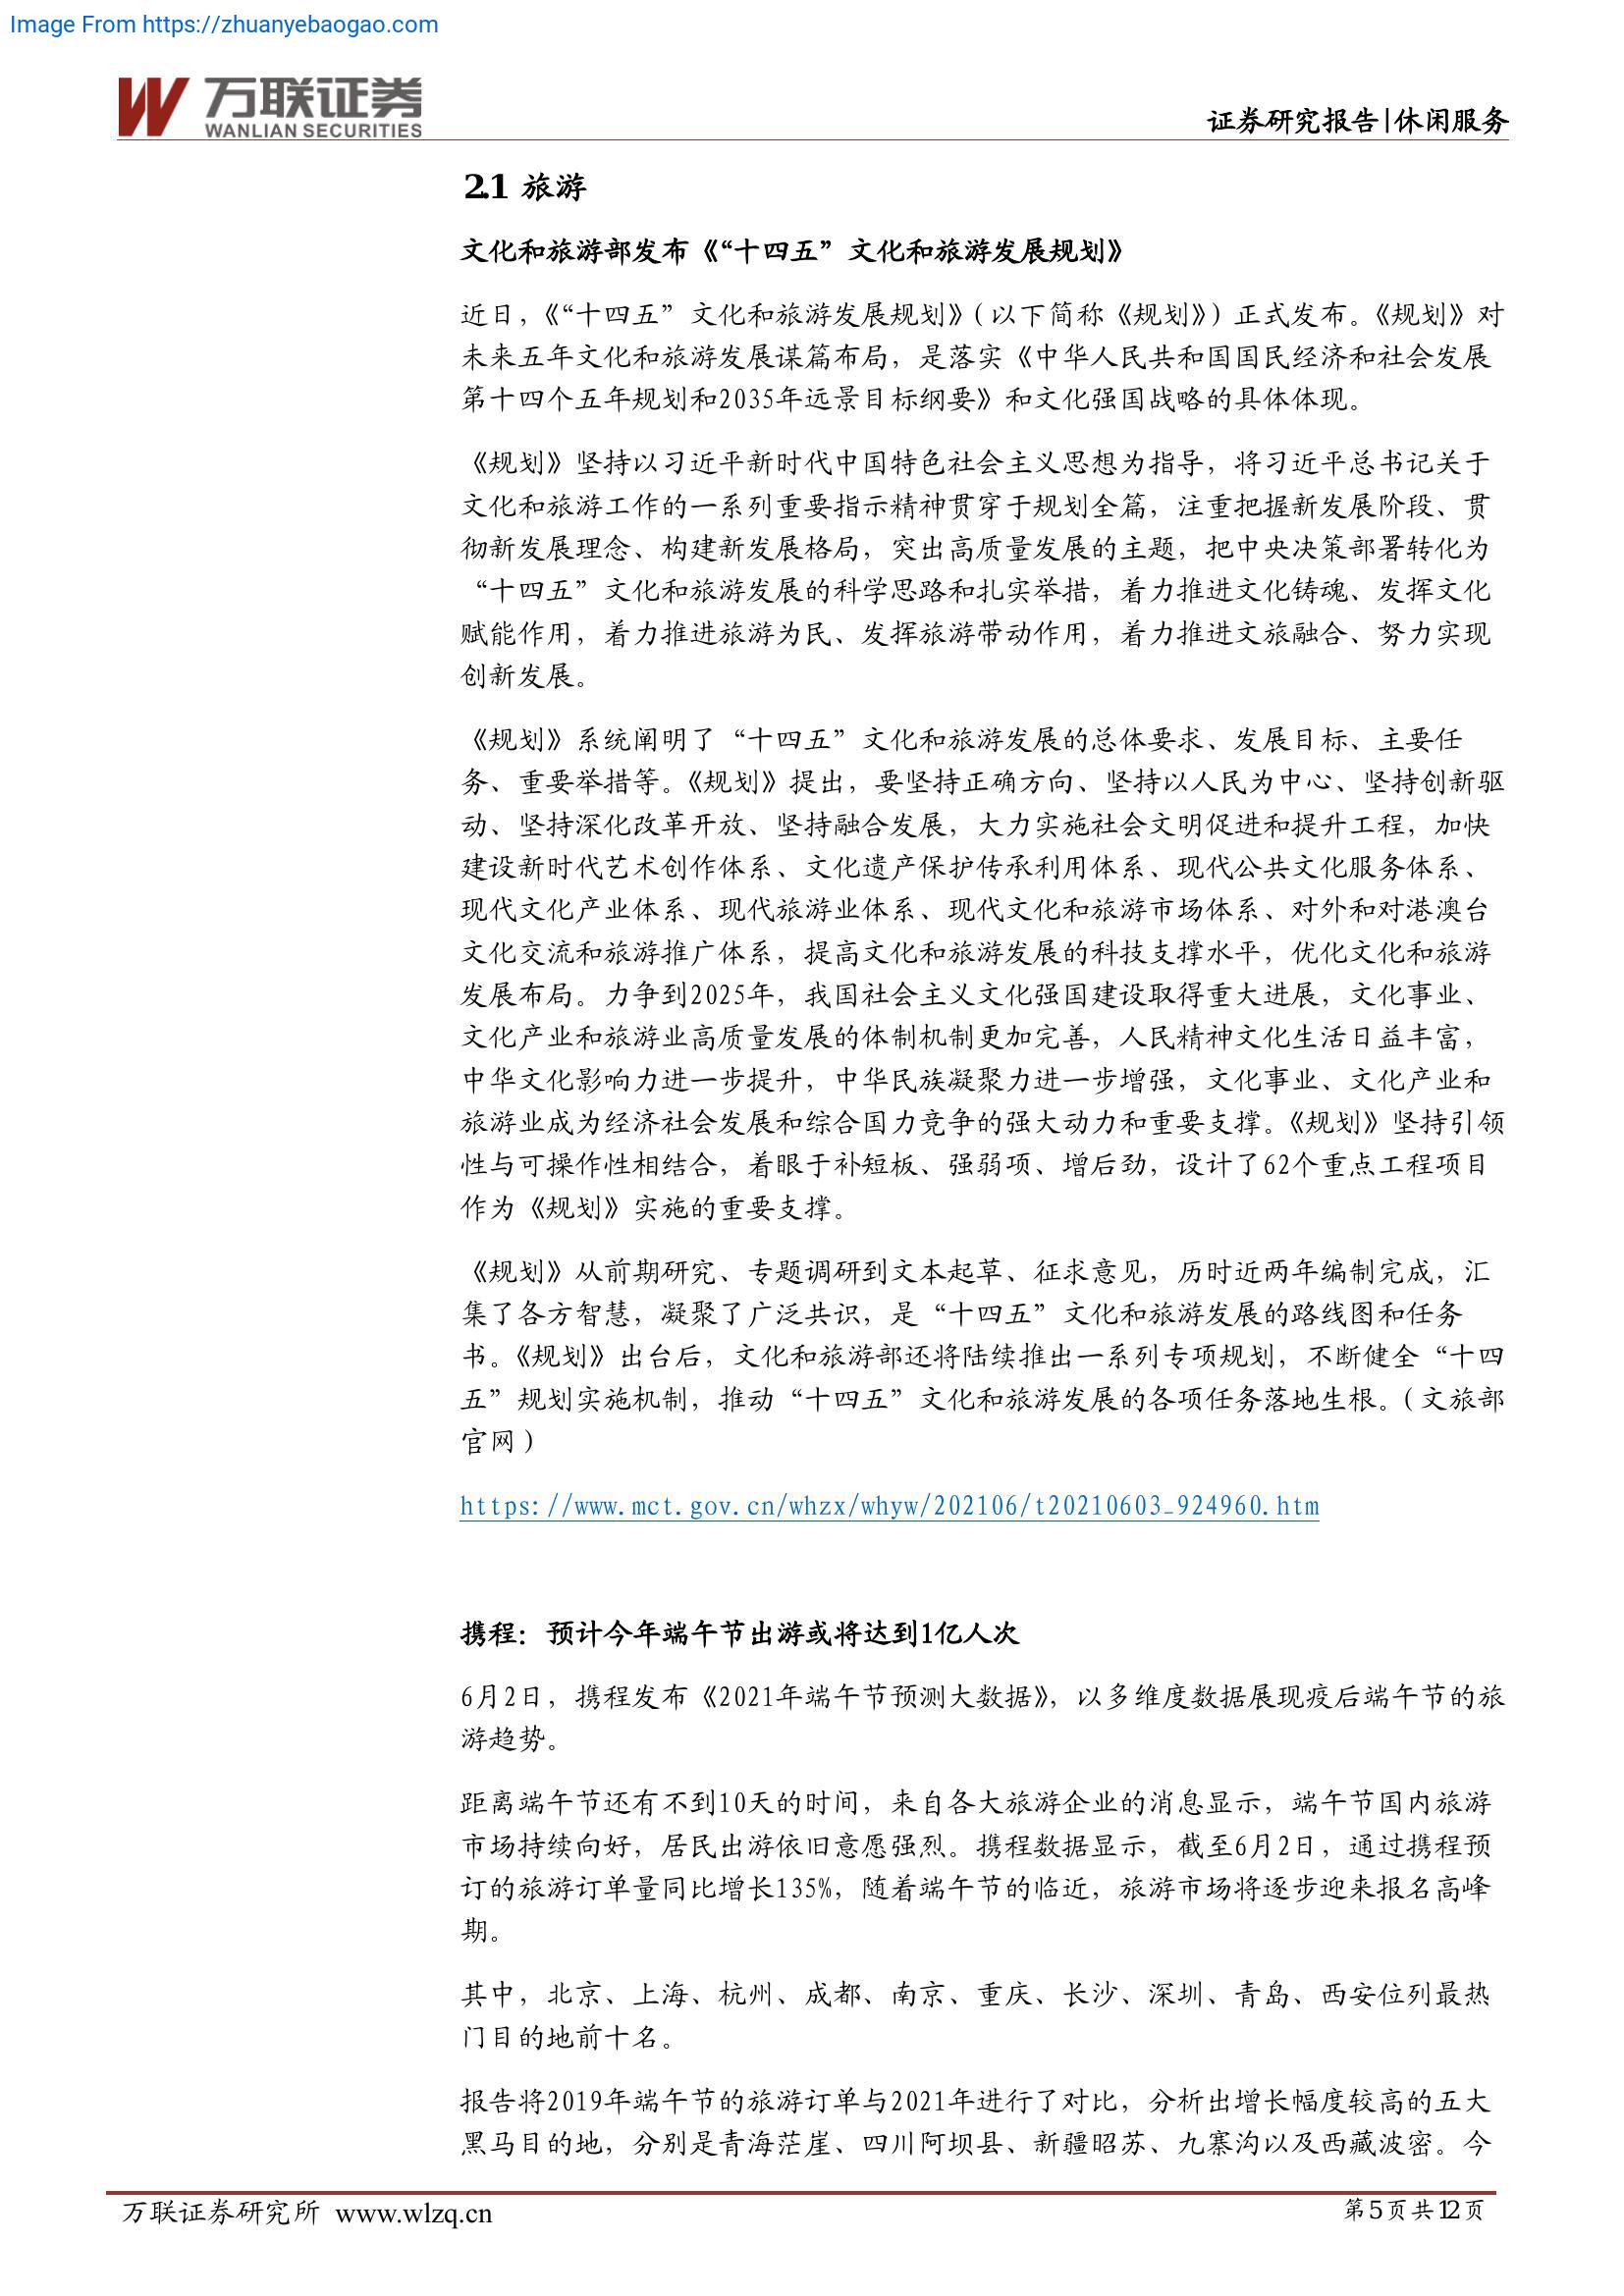 Image From https://zhuanyebaogao.com
万联证券
WANLIAN SECURITIES
证券研究报告|休闲服务
2.1 旅游
文化和旅游部发布《“十四五”文化和旅游发展规划》
近日，《“十四五”文化和旅游发展规划》（以下简称《规划》）正式发布。《规划》对
未来五年文化和旅游发展谋篇布局，是落实《中华人民共和国国民经济和社会发展
第十四个五年规划和2035年远景目标纲要》和文化强国战略的具体体现。
《规划》坚持以习近平新时代中国特色社会主义思想为指导，将习近平总书记关于
文化和旅游工作的一系列重要指示精神贯穿于规划全篇，注重把握新发展阶段、贯
彻新发展理念、构建新发展格局，突出高质量发展的主题，把中央决策部署转化为
“十四五”文化和旅游发展的科学思路和扎实举措，着力推进文化铸魂、发挥文化
赋能作用，着力推进旅游为民、发挥旅游带动作用，着力推进文旅融合、努力实现
创新发展。
《规划》系统阐明了“十四五”文化和旅游发展的总体要求、发展目标、主要任
务、重要举措等。《规划》提出，要坚持正确方向、坚持以人民为中心、坚持创新驱
动、坚持深化改革开放、坚持融合发展，大力实施社会文明促进和提升工程，加快
建设新时代艺术创作体系、文化遗产保护传承利用体系、现代公共文化服务体系、
现代文化产业体系、现代旅游业体系、现代文化和旅游市场体系、对外和对港澳台
文化交流和旅游推广体系，提高文化和旅游发展的科技支撑水平，优化文化和旅游
发展布局。力争到2025年，我国社会主义文化强国建设取得重大进展，文化事业、
文化产业和旅游业高质量发展的体制机制更加完善，人民精神文化生活日益丰富，
中华文化影响力进一步提升，中华民族凝聚力进一步增强，文化事业、文化产业和
旅游业成为经济社会发展和综合国力竞争的强大动力和重要支撑。《规划》坚持引领
性与可操作性相结合，着眼于补短板、强弱项、增后劲，设计了62个重点工程项目
作为《规划》实施的重要支撑。
《规划》从前期研究、专题调研到文本起草、征求意见，历时近两年编制完成，汇
集了各方智慧，凝聚了广泛共识，是“十四五”文化和旅游发展的路线图和任务
书。《规划》出台后，文化和旅游部还将陆续推出一系列专项规划，不断健全“十四
五”规划实施机制，推动“十四五”文化和旅游发展的各项任务落地生根。（文旅部
官网）
https://www.mct.gov.cn/whzx/whyw/202106/t20210603_924960.htm
携程：预计今年端午节出游或将达到1亿人次
6月2日，携程发布《2021年端午节预测大数据》，以多维度数据展现疫后端午节的旅
游趋势。
距离端午节还有不到10天的时间，来自各大旅游企业的消息显示，端午节国内旅游
市场持续向好，居民出游依旧意愿强烈。携程数据显示，截至6月2日，通过携程预
订的旅游订单量同比增长135%，随着端午节的临近，旅游市场将逐步迎来报名高峰
期。
其中，北京、上海、杭州、成都、南京、重庆、长沙、深圳、青岛、西安位列最热
门目的地前十名。
报告将2019年端午节的旅游订单与2021年进行了对比，分析出增长幅度较高的五大
黑马目的地，分别是青海茫崖、四川阿坝县、新疆昭苏、九寨沟以及西藏波密。今
万联证券研究所 www.wlzq.cn
第5页共12页